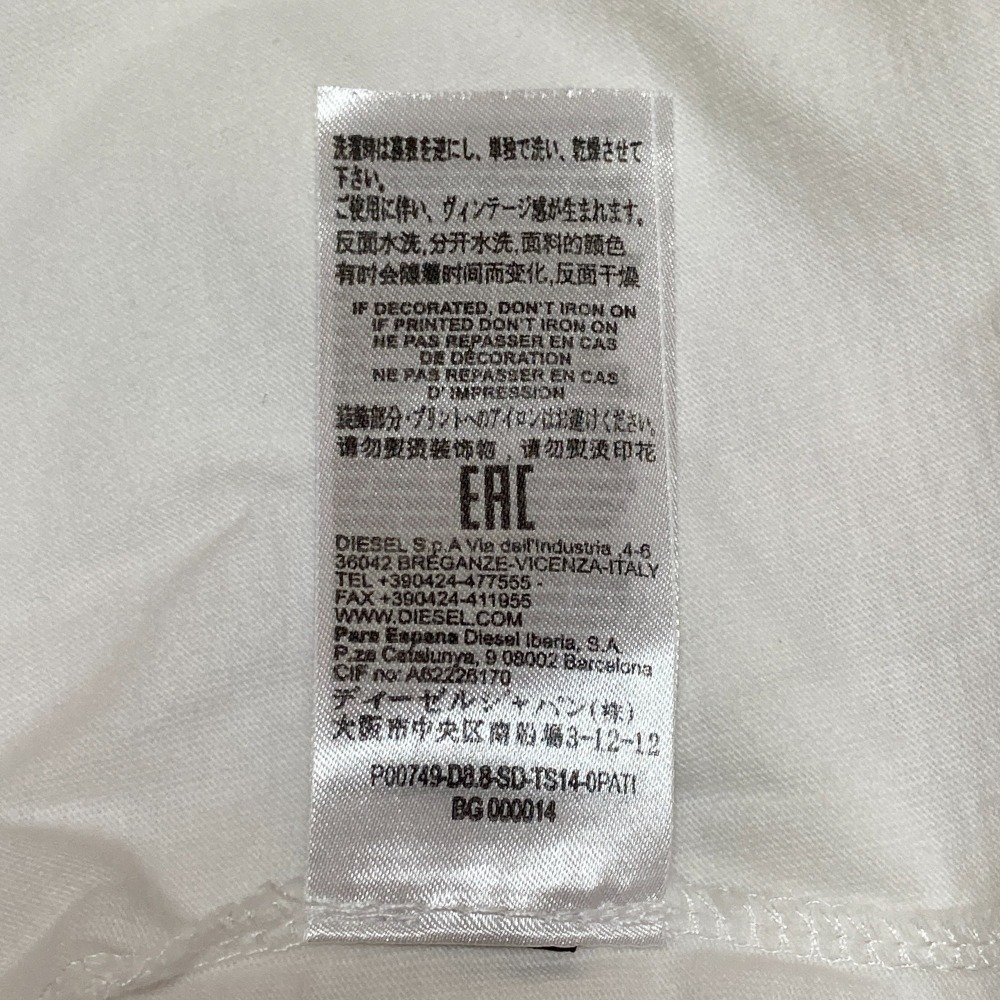 洗濯時は裏表を逆にし、単独で洗い、乾燥させて
下さい。
ご使用に伴い、ヴィンテージ感が生まれます。
反面水洗,分开水洗,面料的颜色
有时会随着时间而变化,反面干燥
IF DECORATED, DON'T IRON ON
IF PRINTED DON'T IRON ON
NE PAS REPASSER EN CAS
DE DÉCORATION
NE PAS REPASSER EN CAS
D' IMPRESSION
装飾部分・プリントへのアイロンはお避けください。
请勿熨烫装饰物，请勿熨烫印花
EAC
DIESEL S.p.A Via dell'Industria ,4-6
36042 BREGANZE-VICENZA-ITALY
TEL +390424-477555 -
FAX +390424-411955
WWW.DIESEL.COM
Para Espana Diesel Iberia, S.A
P.za Catalunya, 9 08002 Barcelona
CIF no: A62228170
ディーゼルジャパン(株)
大阪市中央区南船場3-12-12
P00749-D8.8-SD-TS14-0PATI
BG 000014